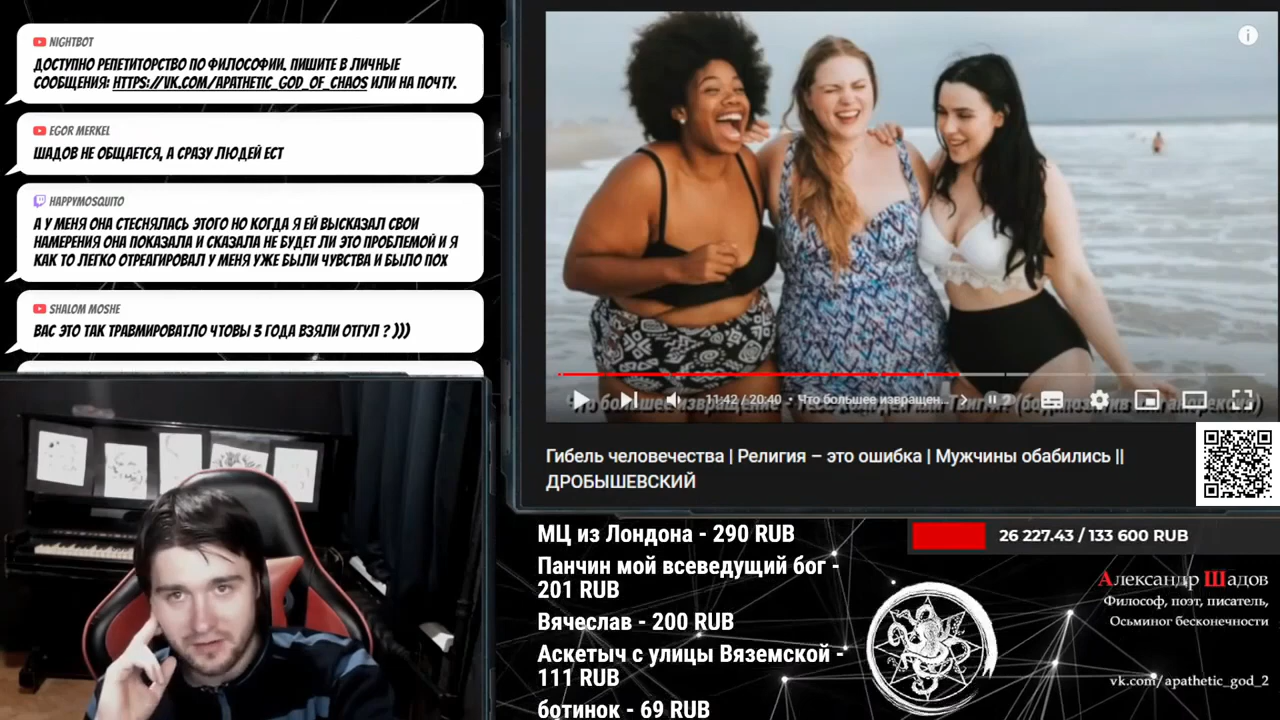 NIGHTBOT
ДОСТУПНО РЕПЕТИТОРСТВО ПО ФИЛОСОФИИ. ПИШИТЕ В ЛИЧНЫЕ
СООБЩЕНИЯ: HTTPS://VK.COM/APATHETIC_GOD_OF_CHAOS ИЛИ НА ПОЧТУ.
EGOR MERKEL
ШАДОВ НЕ ОБЩАЕТСЯ, А СРАЗУ ЛЮДЕЙ ЕСТ
HAPPYMOSQUITO
А У МЕНЯ ОНА СТЕСНЯЛАСЬ ЭТОГО НО КОГДА Я ЕЙ ВЫСКАЗАЛ СВОИ
НАМЕРЕНИЯ ОНА ПОКАЗАЛА И СКАЗАЛА НЕ БУДЕТ ЛИ ЭТО ПРОБЛЕМОЙ И Я
КАК ТО ЛЕГКО ОТРЕАГИРОВАЛ У МЕНЯ УЖЕ БЫЛИ ЧУВСТВА И БЫЛО ПОХ
SHALOM MOSHE
ВАС ЭТО ТАК ТРАВМИРОВАТЛО ЧТОВЫ 3 ГОДА ВЗЯЛИ ОТГУЛ ? )))
11:42 / 20:40 • Что большее извращен...
Гибель человечества | Религия – это ошибка | Мужчины обабились ||
ДРОБЫШЕВСКИЙ
МЦ из Лондона - 290 RUB
Панчин мой всеведущий бог -
201 RUB
Вячеслав - 200 RUB
Аскетыч с улицы Вяземской -
111 RUB
ботинок - 69 RUB
26 227.43 / 133 600 RUB
Александр Шадов
Философ, поэт, писатель,
Осьминог бесконечности
vk.com/apathetic_god_2